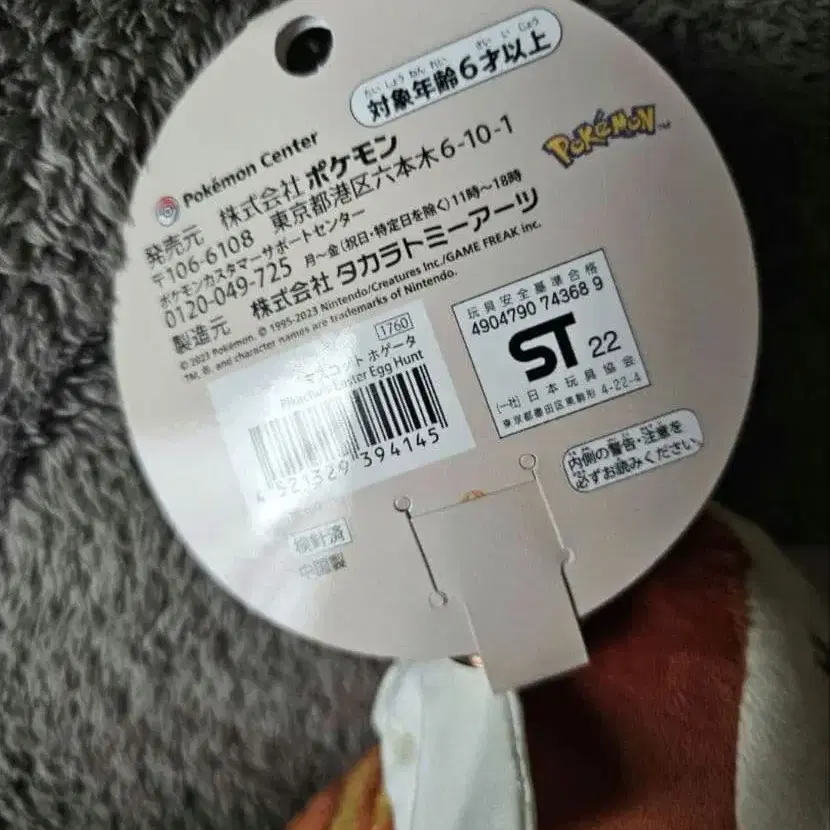 たいしょうねんれい さいいじょう
対象年齢6才以上
POKéMON™
Pokémon Center
発売元 株式会社 ポケモン
〒106-6108 東京都港区六本木6-10-1
ポケモンカスタマーサポートセンター
0120-049-725 月～金(祝日・特定日を除く)11時～18時
製造元 株式会社 タカラトミーアーツ
© 2023 Pokémon. © 1995-2023 Nintendo/Creatures Inc./GAME FREAK inc.
TM, ®, and character names are trademarks of Nintendo.
1760
マスコット ホゲータ
Pikachu's Easter Egg Hunt
4 521329 394145
玩具安全基準合格
4904790 74368 9
ST 22
(一社)日本玩具協会
東京都墨田区東駒形 4-22-4
内側の警告・注意を
必ずお読みください
検針済
中国製